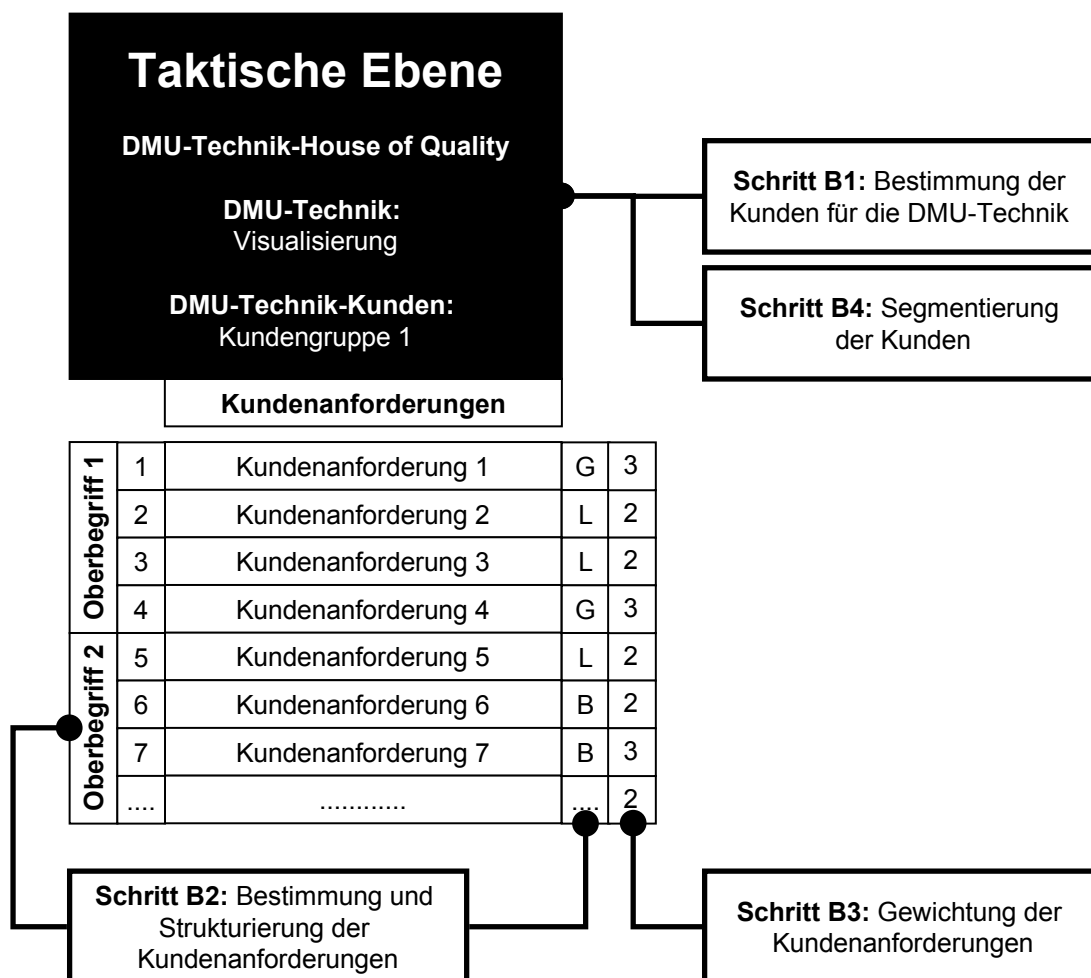 Taktische Ebene
DMU-Technik-House of Quality
DMU-Technik:
Visualisierung
DMU-Technik-Kunden:
Kundengruppe 1
Schritt B1: Bestimmung der
Kunden für die DMU-Technik
Schritt B4: Segmentierung
der Kunden
Kundenanforderungen
Oberbegriff 1
1 Kundenanforderung 1 G 3
2 Kundenanforderung 2 L 2
3 Kundenanforderung 3 L 2
4 Kundenanforderung 4 G 3
Oberbegriff 2
5 Kundenanforderung 5 L 2
6 Kundenanforderung 6 B 2
7 Kundenanforderung 7 B 3
.... ............ .... 2
Schritt B2: Bestimmung und
Strukturierung der
Kundenanforderungen
Schritt B3: Gewichtung der
Kundenanforderungen